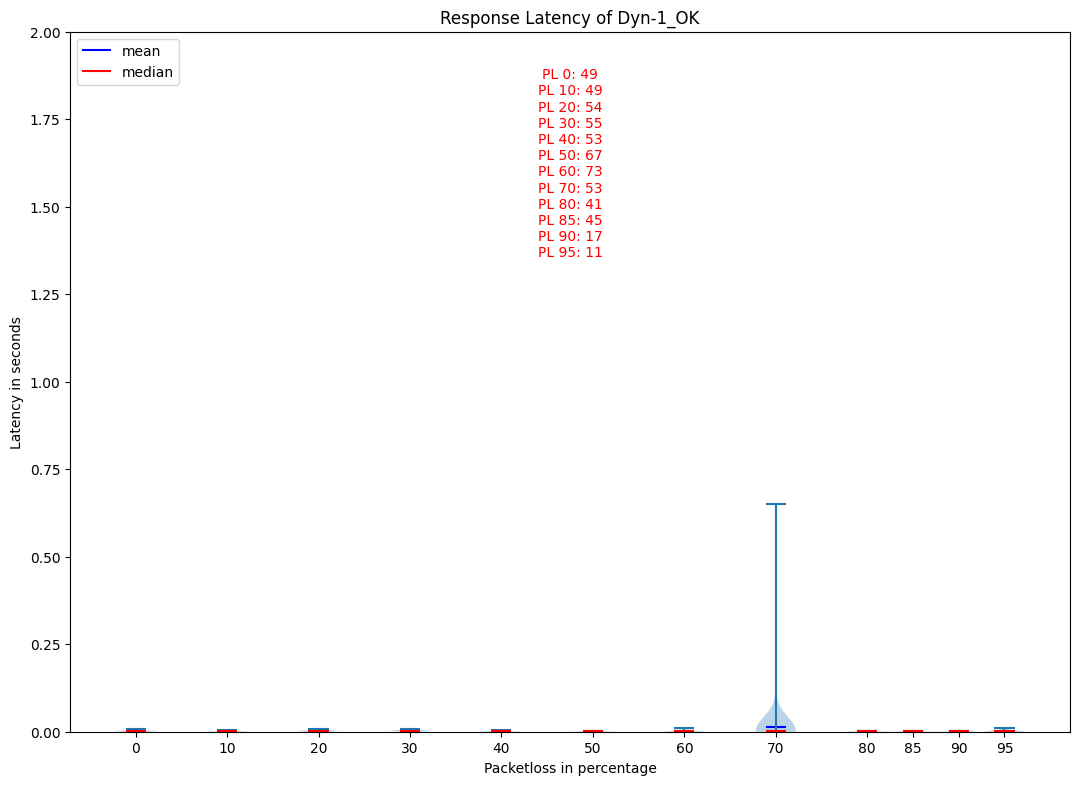 Response Latency of Dyn-1_OK
mean
median
PL 0: 49
PL 10: 49
PL 20: 54
PL 30: 55
PL 40: 53
PL 50: 67
PL 60: 73
PL 70: 53
PL 80: 41
PL 85: 45
PL 90: 17
PL 95: 11
2.00
1.75
1.50
1.25
1.00
0.75
0.50
0.25
0.00
Latency in seconds
0 10 20 30 40 50 60 70 80 85 90 95
Packetloss in percentage